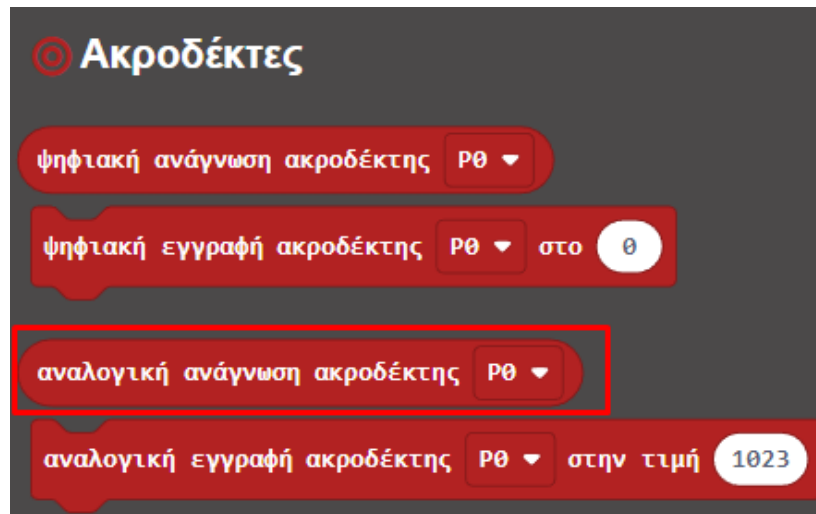 Ακροδέκτες
ψηφιακή ανάγνωση ακροδέκτης P0
ψηφιακή εγγραφή ακροδέκτης P0 στο 0
αναλογική ανάγνωση ακροδέκτης P0
αναλογική εγγραφή ακροδέκτης P0 στην τιμή 1023